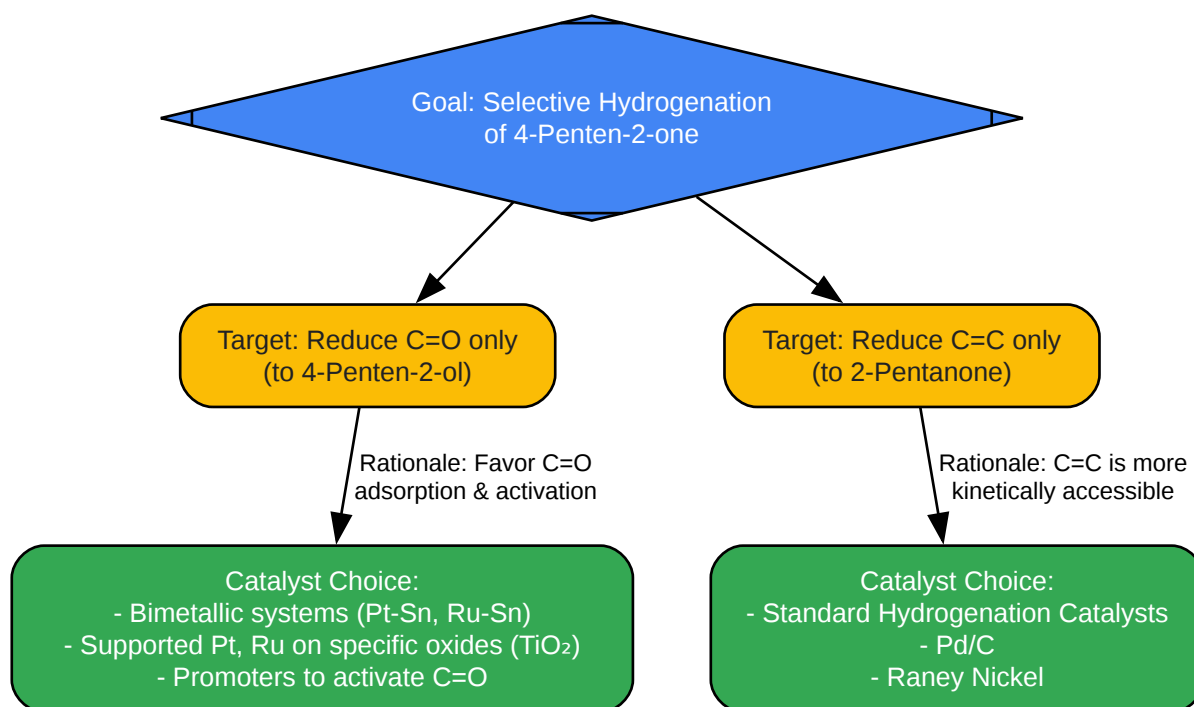 Goal: Selective Hydrogenation
of 4-Penten-2-one
Target: Reduce C=O only
(to 4-Penten-2-ol)
Target: Reduce C=C only
(to 2-Pentanone)
Rationale: Favor C=O
adsorption & activation
Rationale: C=C is more
kinetically accessible
Catalyst Choice:
- Bimetallic systems (Pt-Sn, Ru-Sn)
- Supported Pt, Ru on specific oxides (TiO₂)
- Promoters to activate C=O
Catalyst Choice:
- Standard Hydrogenation Catalysts
- Pd/C
- Raney Nickel